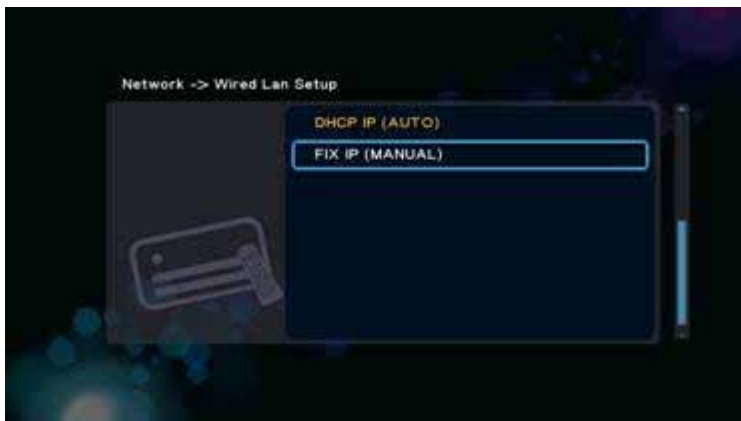 Network -> Wired Lan Setup
DHCP IP (AUTO)
FIX IP (MANUAL)